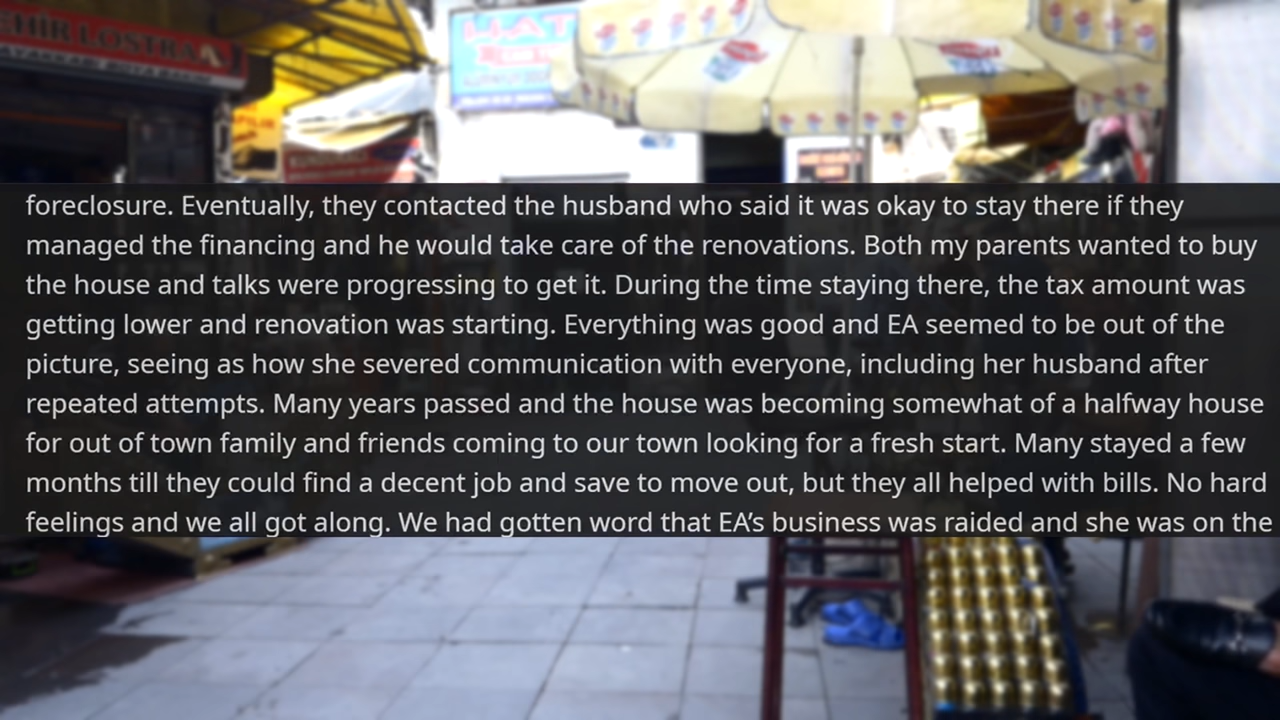 foreclosure. Eventually, they contacted the husband who said it was okay to stay there if they
managed the financing and he would take care of the renovations. Both my parents wanted to buy
the house and talks were progressing to get it. During the time staying there, the tax amount was
getting lower and renovation was starting. Everything was good and EA seemed to be out of the
picture, seeing as how she severed communication with everyone, including her husband after
repeated attempts. Many years passed and the house was becoming somewhat of a halfway house
for out of town family and friends coming to our town looking for a fresh start. Many stayed a few
months till they could find a decent job and save to move out, but they all helped with bills. No hard
feelings and we all got along. We had gotten word that EA’s business was raided and she was on the